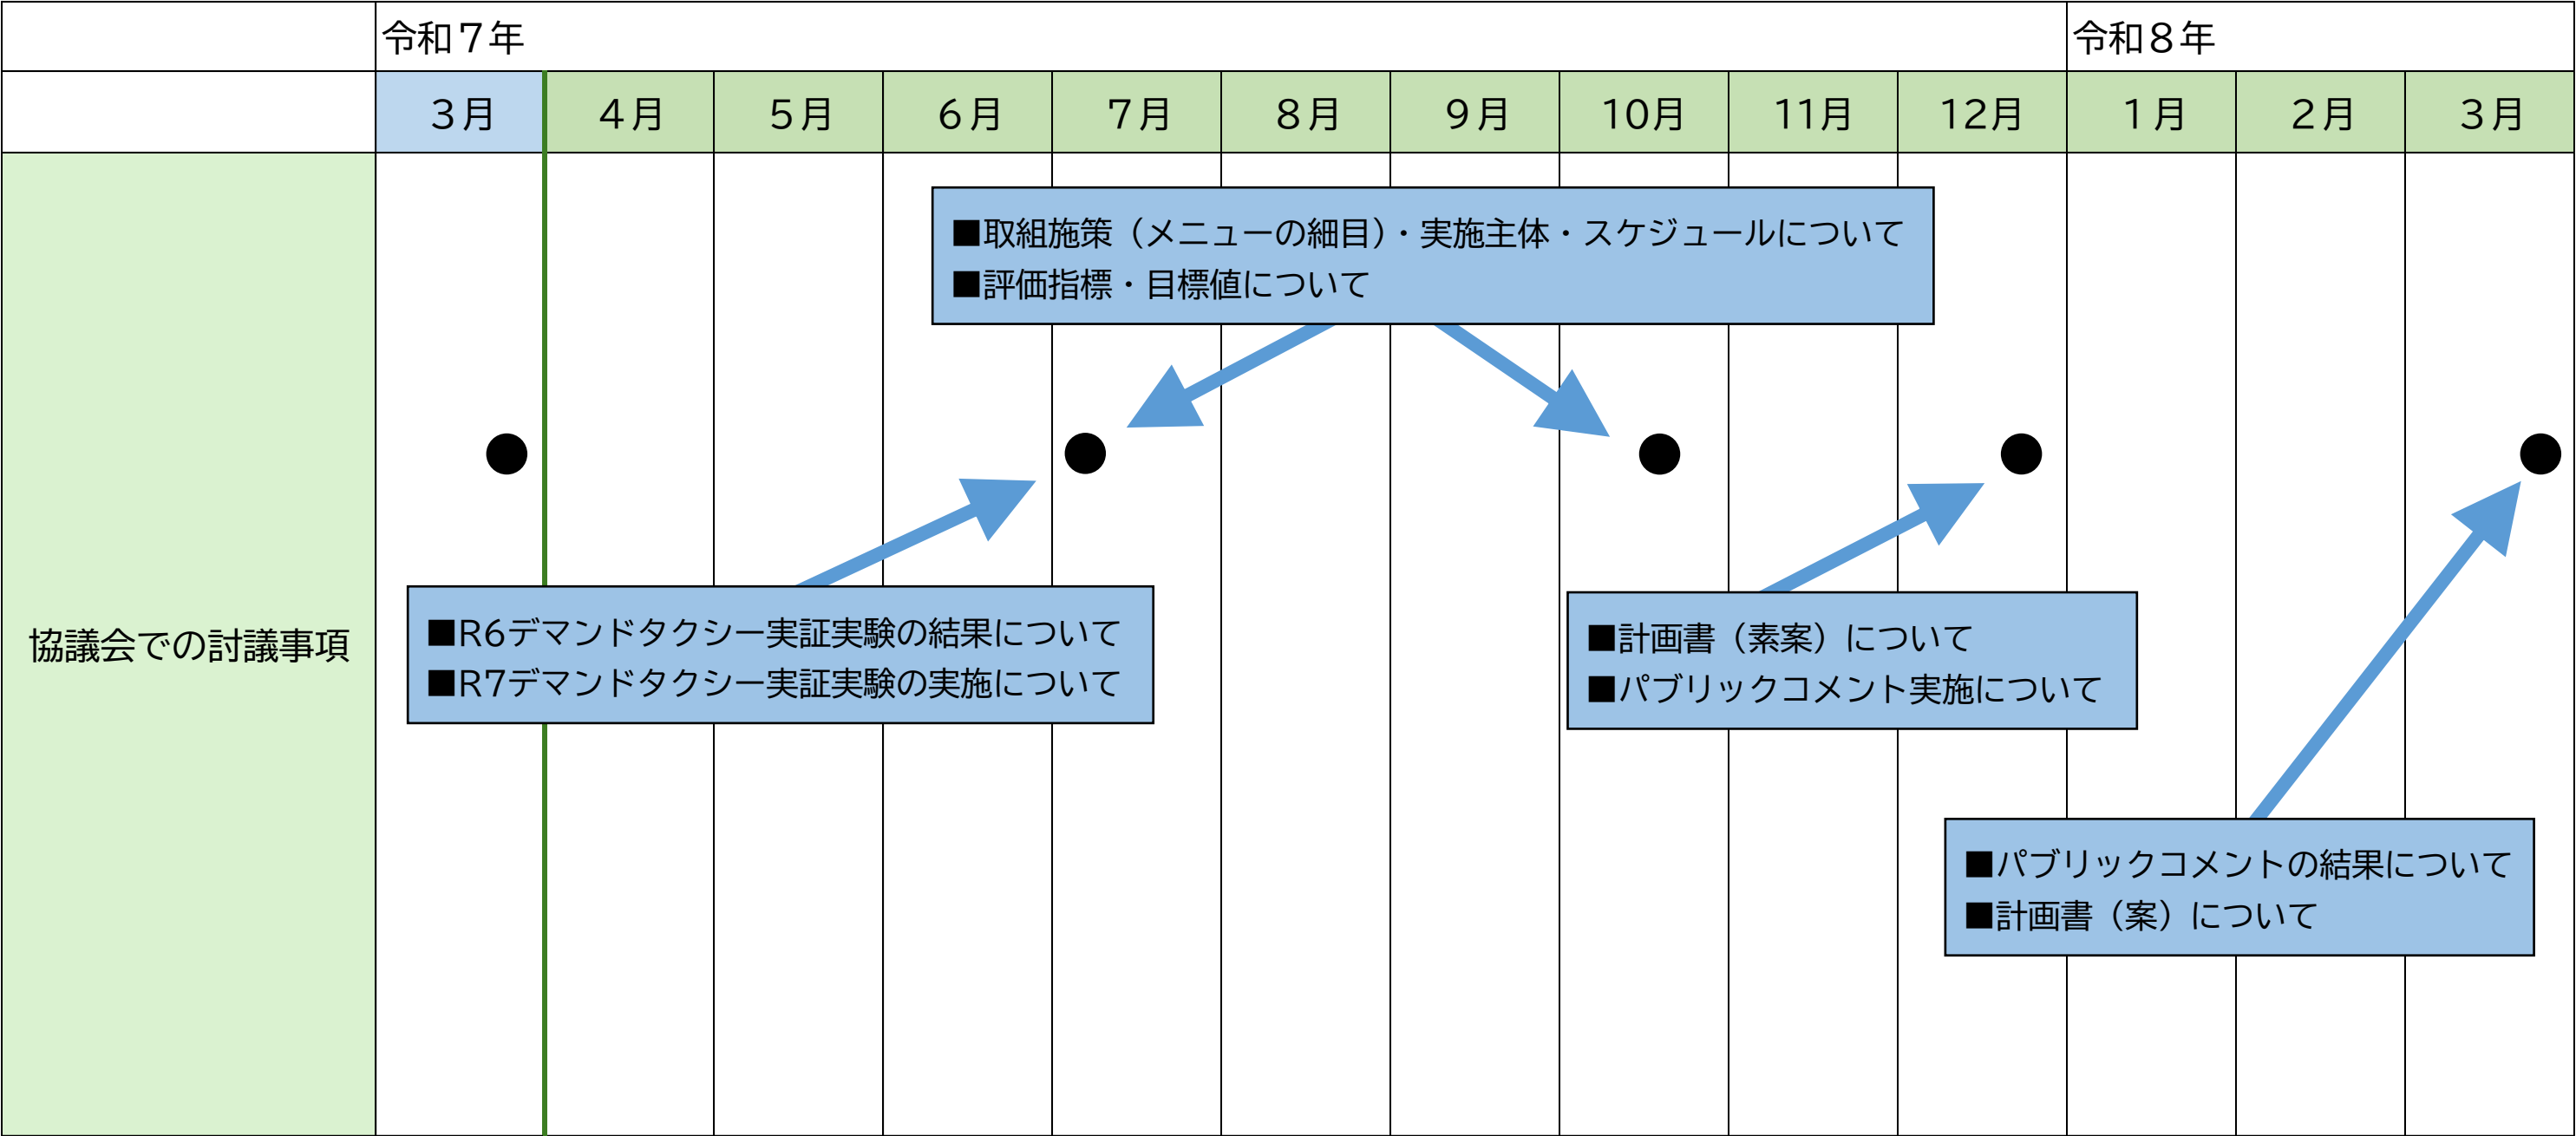 令和７年
令和８年
３月
４月
５月
６月
７月
８月
９月
10月
11月
12月
１月
２月
３月
協議会での討議事項
■取組施策（メニューの細目）・実施主体・スケジュールについて
■評価指標・目標値について
■R6デマンドタクシー実証実験の結果について
■R7デマンドタクシー実証実験の実施について
■計画書（素案）について
■パブリックコメント実施について
■パブリックコメントの結果について
■計画書（案）について